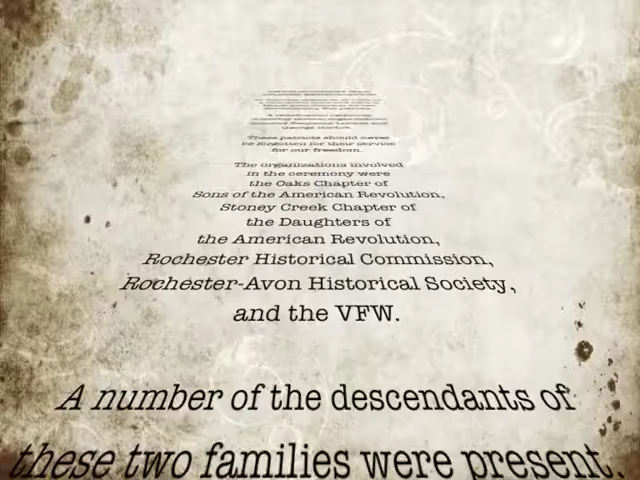 These patriots should never
be forgotten for their service
for our freedom.
The organizations involved
in the ceremony were
the Oaks Chapter of
Sons of the American Revolution,
Stoney Creek Chapter of
the Daughters of
the American Revolution,
Rochester Historical Commission,
Rochester-Avon Historical Society,
and the VFW.
A number of the descendants of
these two families were present.